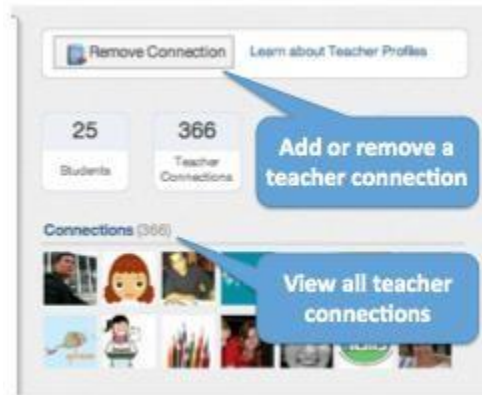 Remove Connection Learn about Teacher Profiles
25 366
Students Teacher
Connections
Add or remove a
teacher connection
Connections (366)
View all teacher
connections